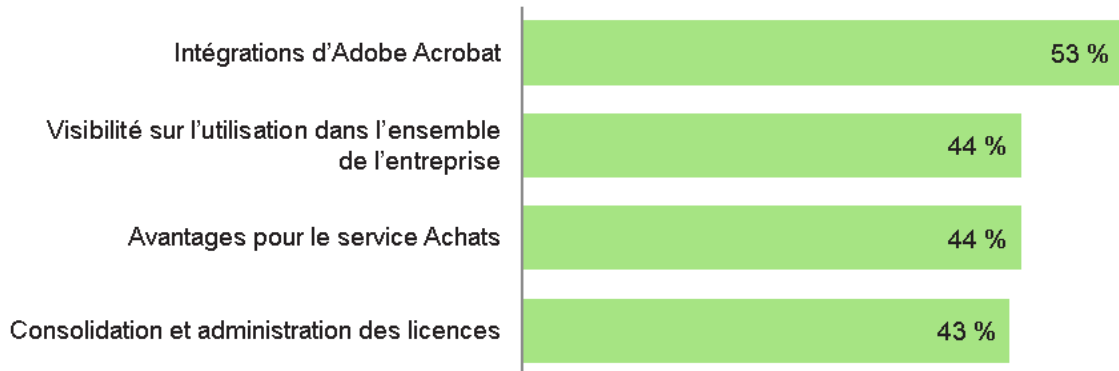 Intégrations d’Adobe Acrobat
53 %
Visibilité sur l’utilisation dans l’ensemble
de l’entreprise
44 %
Avantages pour le service Achats
44 %
Consolidation et administration des licences
43 %